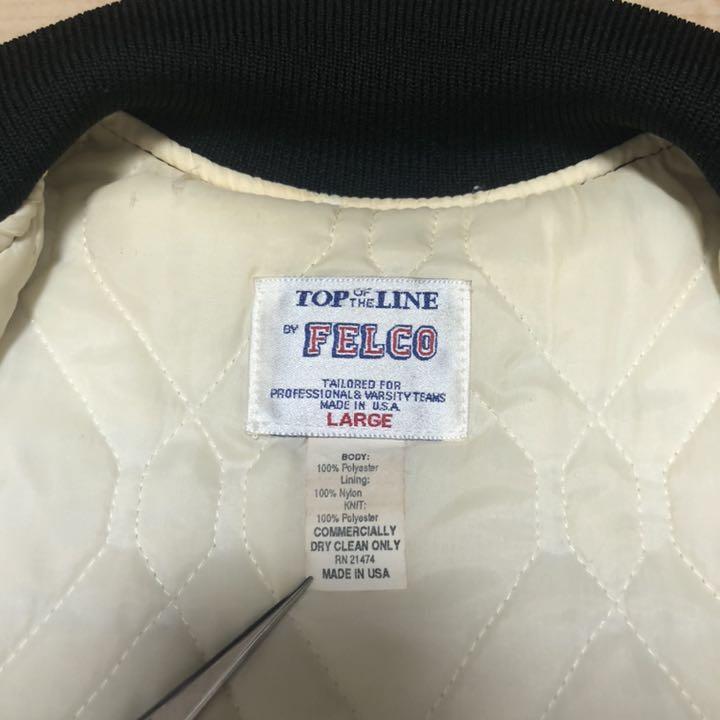 TOP OF THE LINE
BY FELCO
TAILORED FOR
PROFESSIONAL & VARSITY TEAMS
MADE IN U.S.A.
LARGE
BODY:
100% Polyester
Lining:
100% Nylon
KNIT:
100% Polyester
COMMERCIALLY
DRY CLEAN ONLY
RN 21474
MADE IN USA